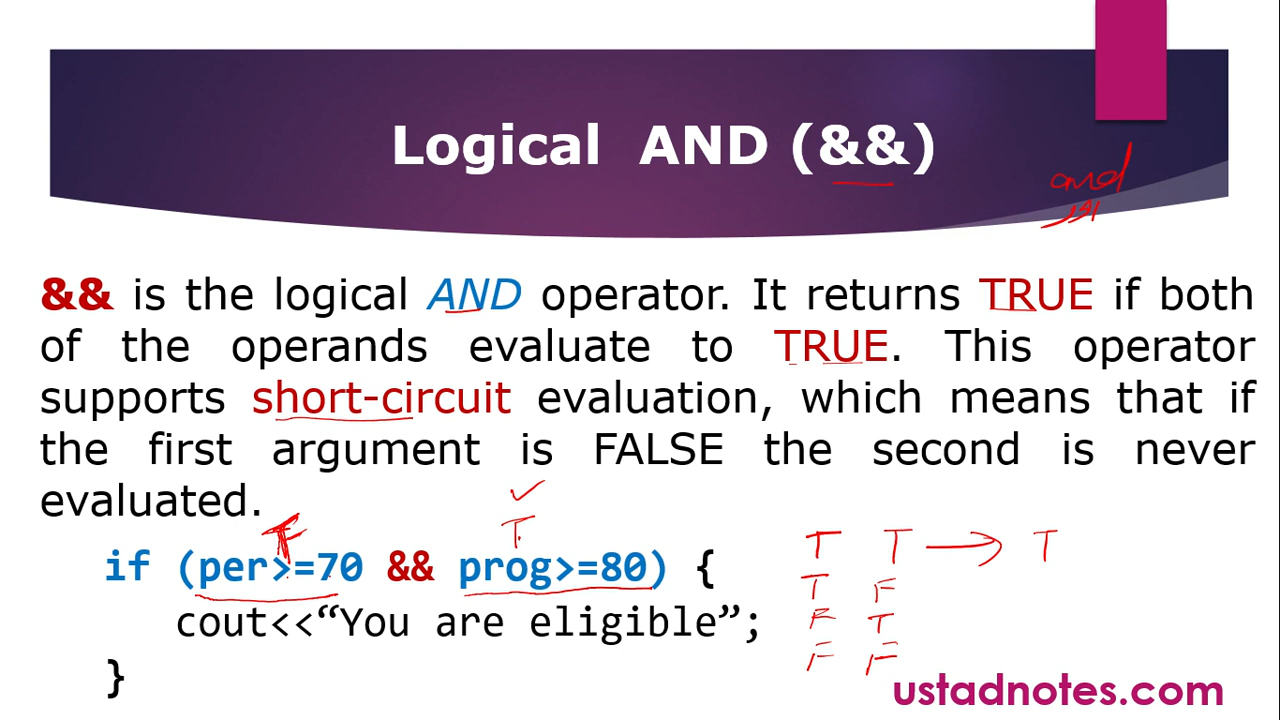 Logical AND (&&)
and
اور
&& is the logical AND operator. It returns TRUE if both
of the operands evaluate to TRUE. This operator
supports short-circuit evaluation, which means that if
the first argument is FALSE the second is never
evaluated.
T
if (per>=70 && prog>=80) {
cout<<“You are eligible”;
}
T T → T
T F
F T
F F
ustadnotes.com